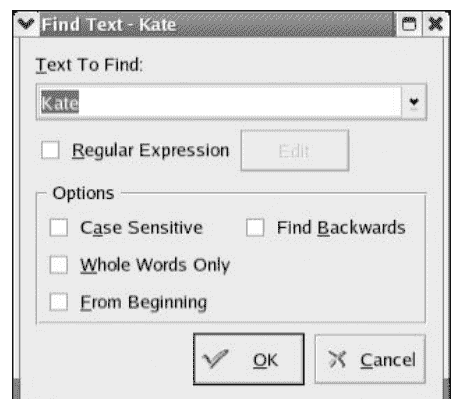 Find Text - Kate
Text To Find:
Kate
Regular Expression Edit
Options
Case Sensitive Find Backwards
Whole Words Only
From Beginning
OK Cancel